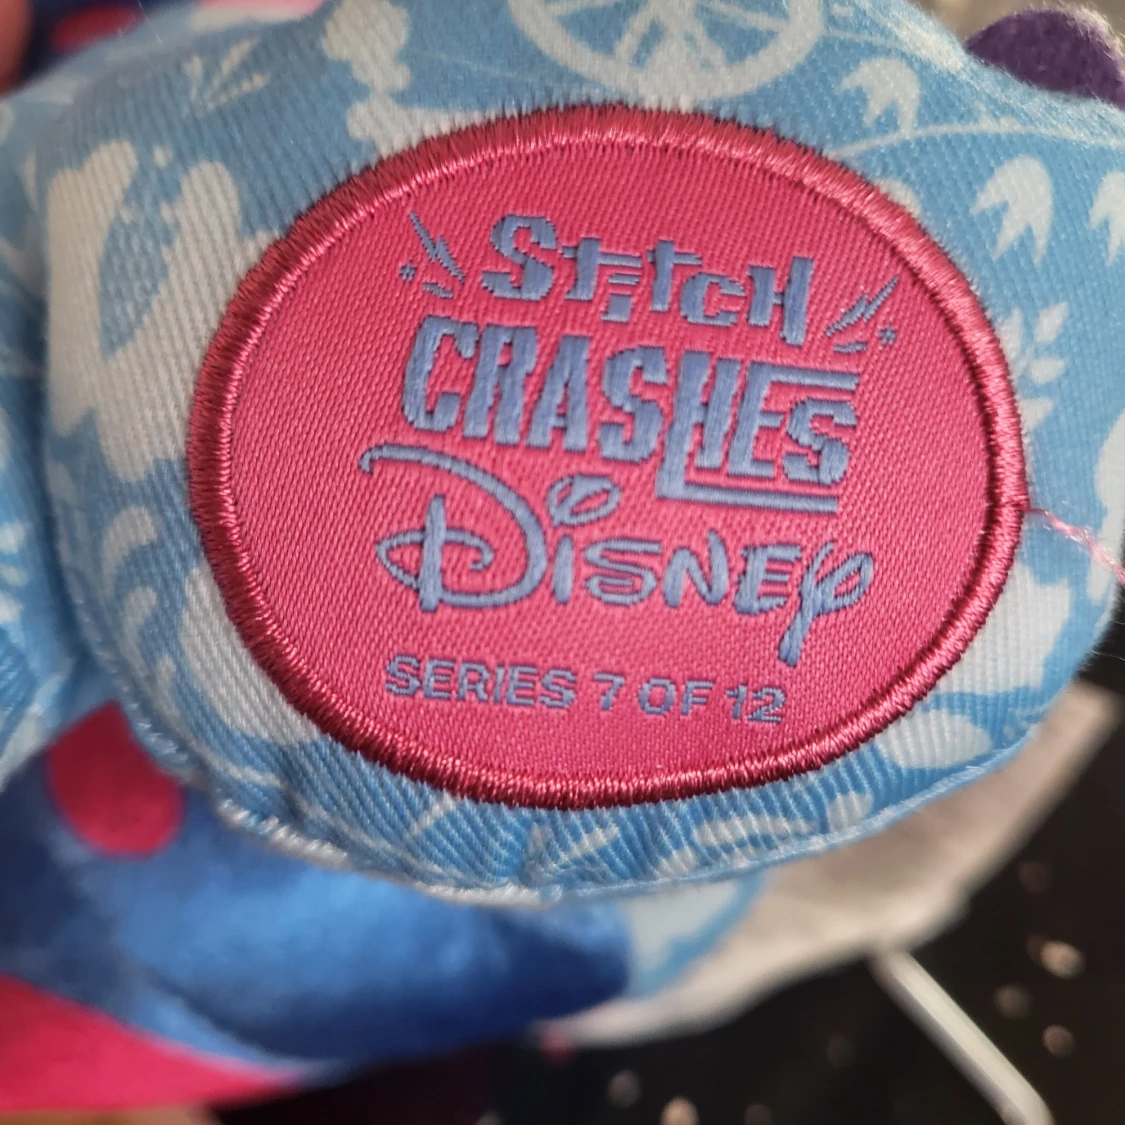 Stitch
CRASHES
Disney
SERIES 7 OF 12